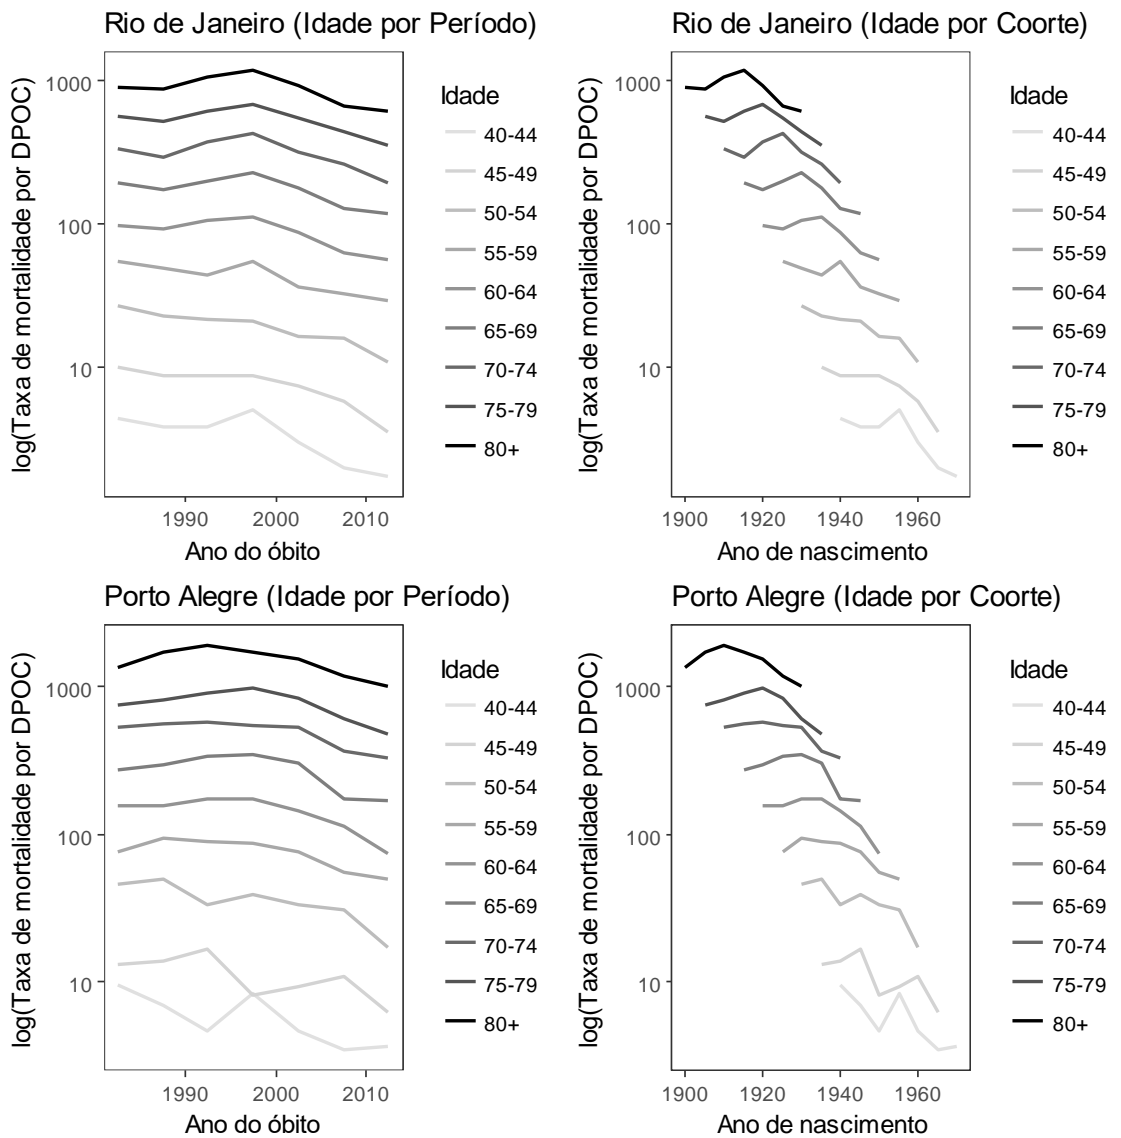 Rio de Janeiro (Idade por Período)
log(Taxa de mortalidade por DPOC)
1000
100
10
1990 2000 2010
Ano do óbito
Idade
40-44
45-49
50-54
55-59
60-64
65-69
70-74
75-79
80+
Rio de Janeiro (Idade por Coorte)
log(Taxa de mortalidade por DPOC)
1000
100
10
1900 1920 1940 1960
Ano de nascimento
Idade
40-44
45-49
50-54
55-59
60-64
65-69
70-74
75-79
80+
Porto Alegre (Idade por Período)
log(Taxa de mortalidade por DPOC)
1000
100
10
1990 2000 2010
Ano do óbito
Idade
40-44
45-49
50-54
55-59
60-64
65-69
70-74
75-79
80+
Porto Alegre (Idade por Coorte)
log(Taxa de mortalidade por DPOC)
1000
100
10
1900 1920 1940 1960
Ano de nascimento
Idade
40-44
45-49
50-54
55-59
60-64
65-69
70-74
75-79
80+